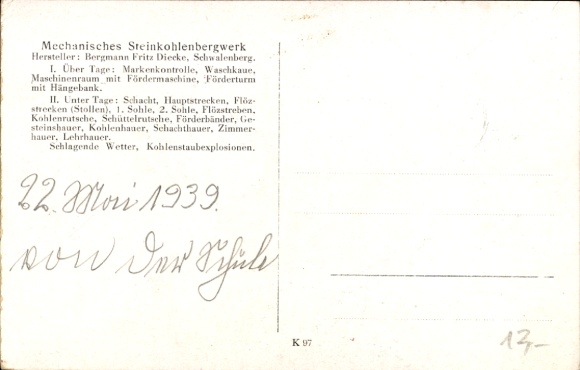 Mechanisches Steinkohlenbergwerk
Hersteller: Bergmann Fritz Diecke, Schwalenberg.
I. Über Tage: Markenkontrolle, Waschkaue,
Maschinenraum mit Fördermaschine, Förderturm
mit Hängebank.
II. Unter Tage: Schacht, Hauptstrecken, Flöz-
strecken (Stollen), 1. Sohle, 2. Sohle, Flözstreben,
Kohlenrutsche, Schüttelrutsche, Förderbänder, Ge-
steinshauer, Kohlenhauer, Schachthauer, Zimmer-
hauer, Lehrhauer.
Schlagende Wetter, Kohlenstaubexplosionen.
22. Mai 1939.
von der Schule
K 97
12,-